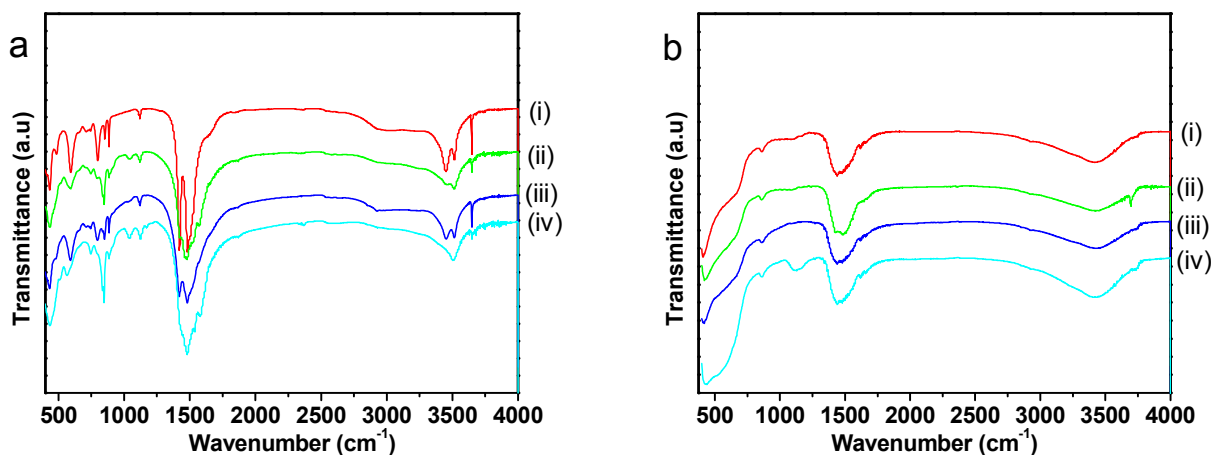 a
Transmittance (a.u)
(i)
(ii)
(iii)
(iv)
500 1000 1500 2000 2500 3000 3500 4000
Wavenumber (cm⁻¹)
b
Transmittance (a.u)
(i)
(ii)
(iii)
(iv)
500 1000 1500 2000 2500 3000 3500 4000
Wavenumber (cm⁻¹)